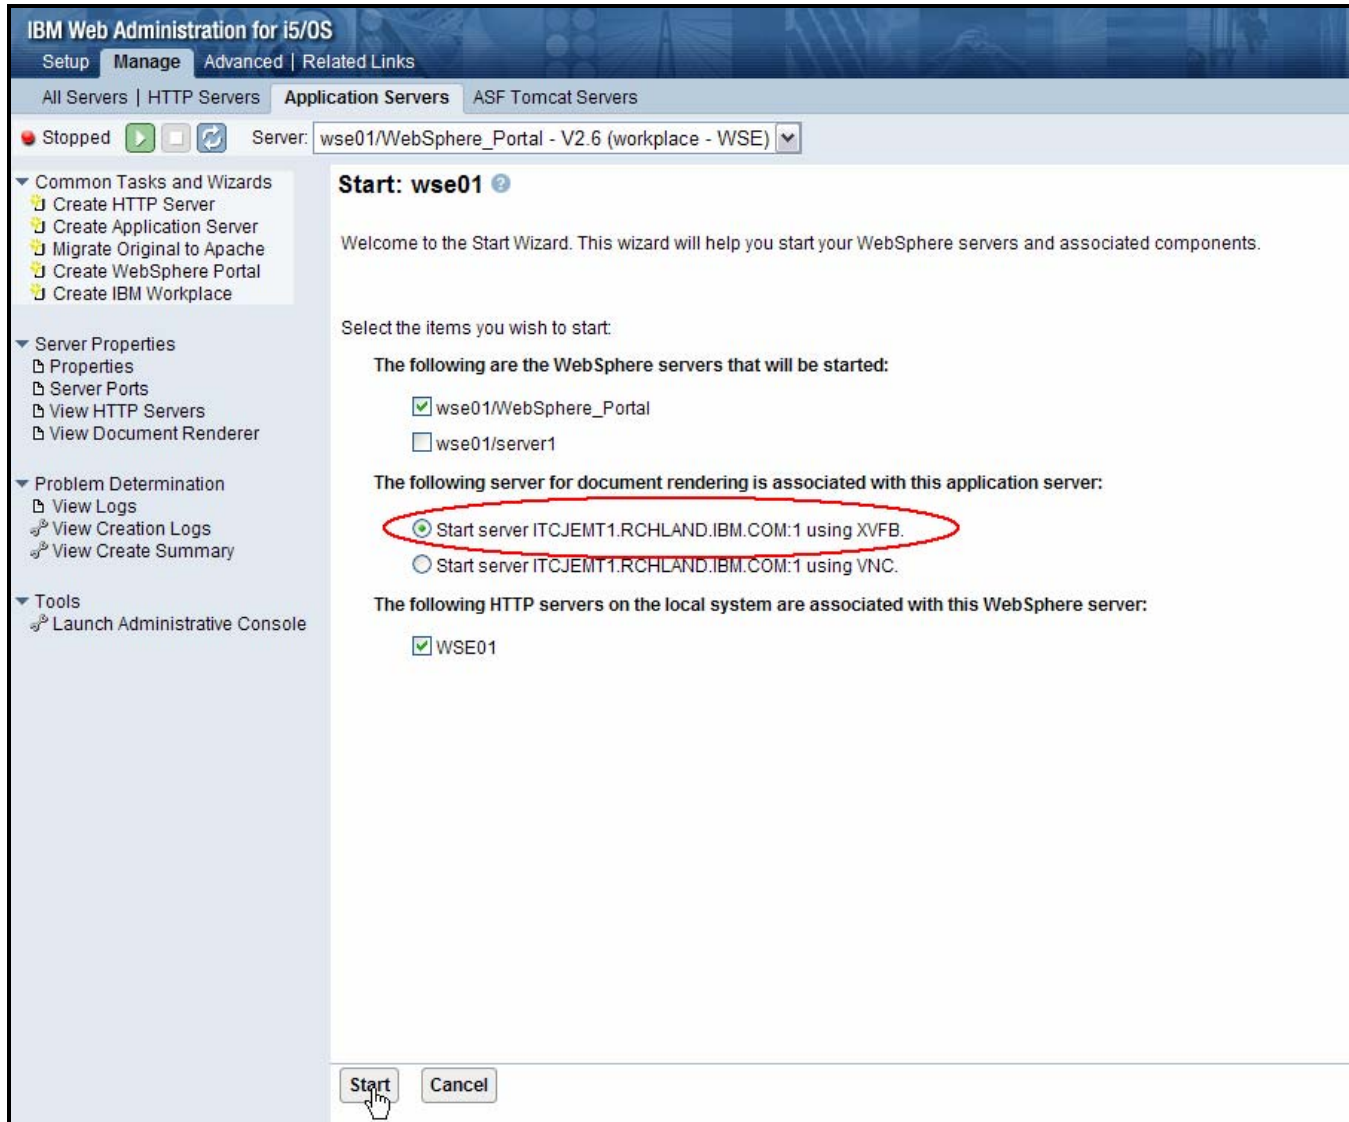 IBM Web Administration for i5/OS
Setup Manage Advanced | Related Links
All Servers | HTTP Servers Application Servers ASF Tomcat Servers
Stopped Server: wse01/WebSphere_Portal - V2.6 (workplace - WSE)
Common Tasks and Wizards
Create HTTP Server
Create Application Server
Migrate Original to Apache
Create WebSphere Portal
Create IBM Workplace
Server Properties
Properties
Server Ports
View HTTP Servers
View Document Renderer
Problem Determination
View Logs
View Creation Logs
View Create Summary
Tools
Launch Administrative Console
Start: wse01 ?
Welcome to the Start Wizard. This wizard will help you start your WebSphere servers and associated components.
Select the items you wish to start:
The following are the WebSphere servers that will be started:
wse01/WebSphere_Portal
wse01/server1
The following server for document rendering is associated with this application server:
Start server ITCJEMT1.RCHLAND.IBM.COM:1 using XVFB.
Start server ITCJEMT1.RCHLAND.IBM.COM:1 using VNC.
The following HTTP servers on the local system are associated with this WebSphere server:
WSE01
Start Cancel